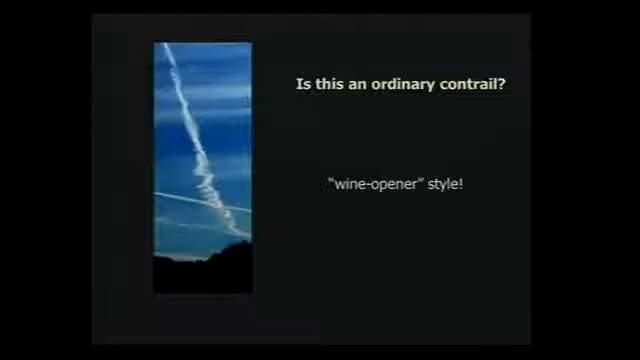 Is this an ordinary contrail?
“wine-opener” style!